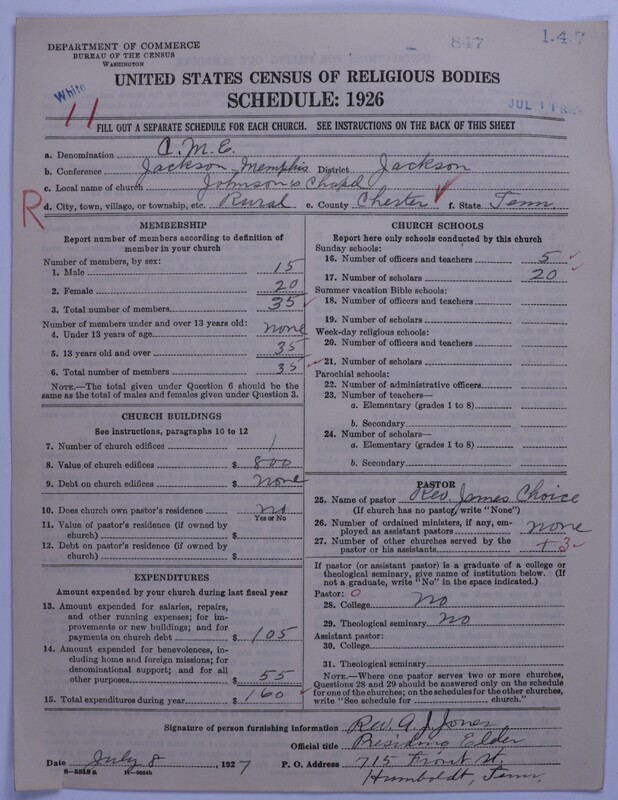 847 1.4.7
DEPARTMENT OF COMMERCE
BUREAU OF THE CENSUS
WASHINGTON
UNITED STATES CENSUS OF RELIGIOUS BODIES
SCHEDULE: 1926
White
11
JUL 11
FILL OUT A SEPARATE SCHEDULE FOR EACH CHURCH. SEE INSTRUCTIONS ON THE BACK OF THIS SHEET
a. Denomination C.M.E.
b. Conference Jackson Memphis District Jackson
c. Local name of church Johnson's Chapel
R
d. City, town, village, or township, etc. Rural e. County Chester f. State Tenn.
MEMBERSHIP
Report number of members according to definition of
member in your church
Number of members, by sex:
1. Male 15
2. Female 20
3. Total number of members 35
Number of members under and over 13 years old:
4. Under 13 years of age none
5. 13 years old and over 35
6. Total number of members 35
NOTE.—The total given under Question 6 should be
the same as the total of males and females given under Question 3.
CHURCH BUILDINGS
See instructions, paragraphs 10 to 12
7. Number of church edifices 1
8. Value of church edifices $ 800
9. Debt on church edifices $ none
10. Does church own pastor's residence no
Yes or No
11. Value of pastor's residence (if owned by
church) $
12. Debt on pastor's residence (if owned by
church) $
EXPENDITURES
Amount expended by your church during last fiscal year
13. Amount expended for salaries, repairs,
and other running expenses; for im-
provements or new buildings; and for
payments on church debt $ 105
14. Amount expended for benevolences, in-
cluding home and foreign missions; for
denominational support; and for all
other purposes $ 55
15. Total expenditures during year $ 160
CHURCH SCHOOLS
Report here only schools conducted by this church
Sunday schools:
16. Number of officers and teachers 5
17. Number of scholars 20
Summer vacation Bible schools:
18. Number of officers and teachers
19. Number of scholars
Week-day religious schools:
20. Number of officers and teachers
21. Number of scholars
Parochial schools:
22. Number of administrative officers
23. Number of teachers—
a. Elementary (grades 1 to 8)
b. Secondary
24. Number of scholars—
a. Elementary (grades 1 to 8)
b. Secondary
PASTOR
25. Name of pastor Rev. James Choice
(If church has no pastor, write "None")
26. Number of ordained ministers, if any, em-
ployed as assistant pastors none
27. Number of other churches served by the
pastor or his assistants 3
If pastor (or assistant pastor) is a graduate of a college or
theological seminary, give name of institution below. (If
not a graduate, write "No" in the space indicated.)
Pastor: 0
28. College no
29. Theological seminary no
Assistant pastor:
30. College
31. Theological seminary
NOTE.—Where one pastor serves two or more churches,
Questions 28 and 29 should be answered only on the schedule
for one of the churches; on the schedules for the other churches,
write "See schedule for church."
Signature of person furnishing information Rev. A. J. Jones
Official title Presiding Elder
Date July 8, 1927 P. O. Address 715 Front St.
Humboldt, Tenn.